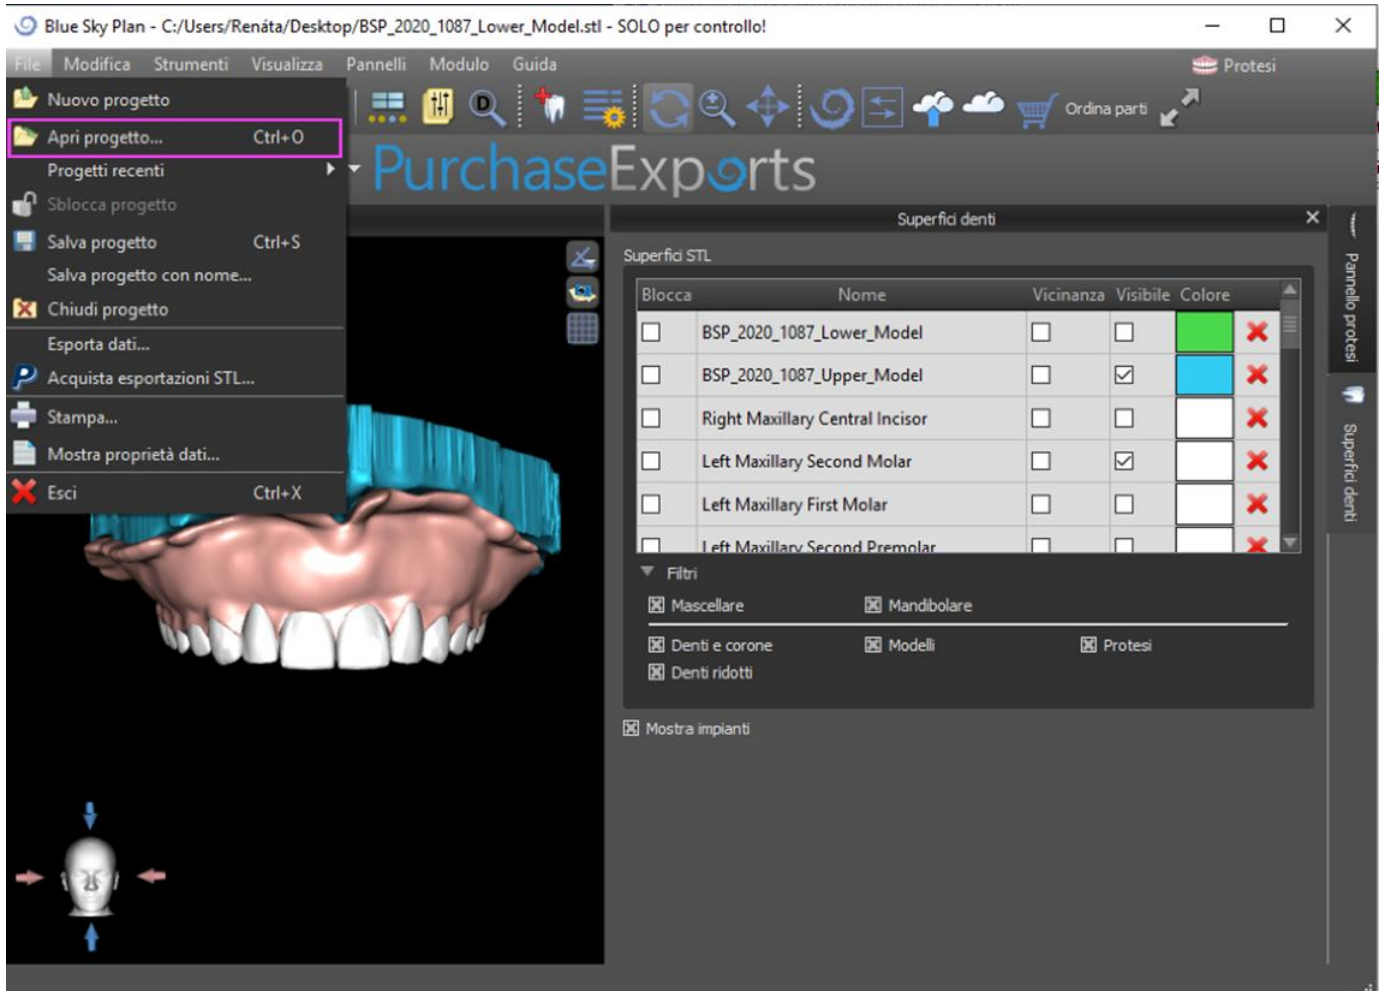 Blue Sky Plan - C:/Users/Renáta/Desktop/BSP_2020_1087_Lower_Model.stl - SOLO per controllo!
File Modifica Strumenti Visualizza Pannelli Modulo Guida Protesi
Nuovo progetto
Apri progetto... Ctrl+O
Progetti recenti
Sblocca progetto
Salva progetto Ctrl+S
Salva progetto con nome...
Chiudi progetto
Esporta dati...
Acquista esportazioni STL...
Stampa...
Mostra proprietà dati...
Esci Ctrl+X
D
Ordina parti
PurchaseExports
Superfici denti
Superfici STL
Blocca Nome Vicinanza Visibile Colore
BSP_2020_1087_Lower_Model
BSP_2020_1087_Upper_Model
Right Maxillary Central Incisor
Left Maxillary Second Molar
Left Maxillary First Molar
Left Maxillary Second Premolar
Filtri
Mascellare Mandibolare
Denti e corone Modelli Protesi
Denti ridotti
Mostra impianti
Pannello protesi
Superfici denti